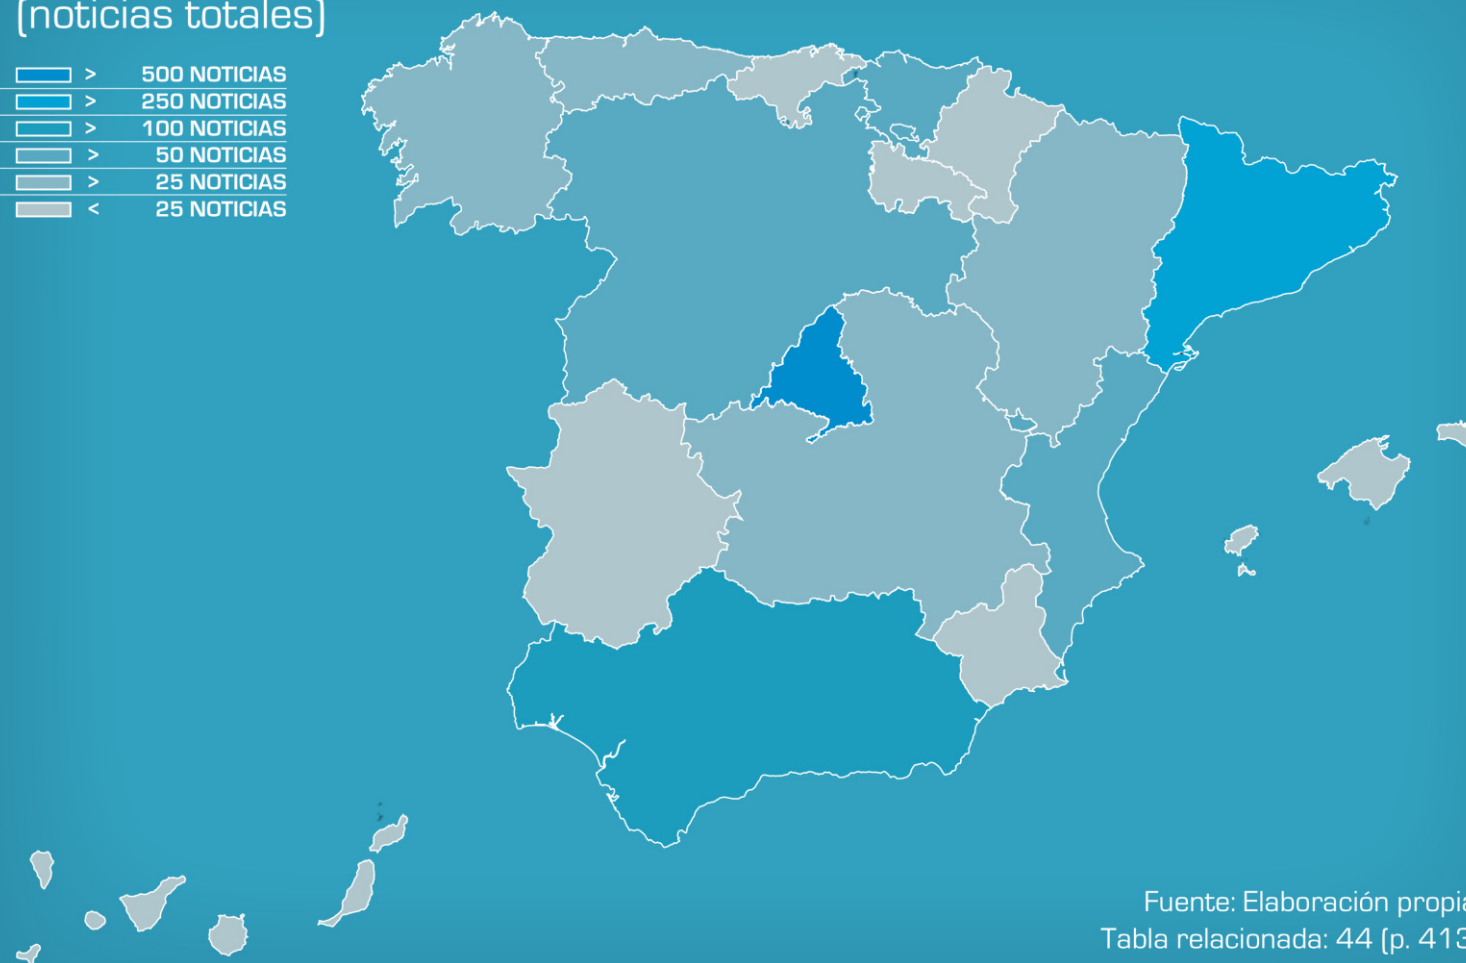 (noticias totales)
> 500 NOTICIAS
> 250 NOTICIAS
> 100 NOTICIAS
> 50 NOTICIAS
> 25 NOTICIAS
< 25 NOTICIAS
Fuente: Elaboración propia
Tabla relacionada: 44 (p. 413